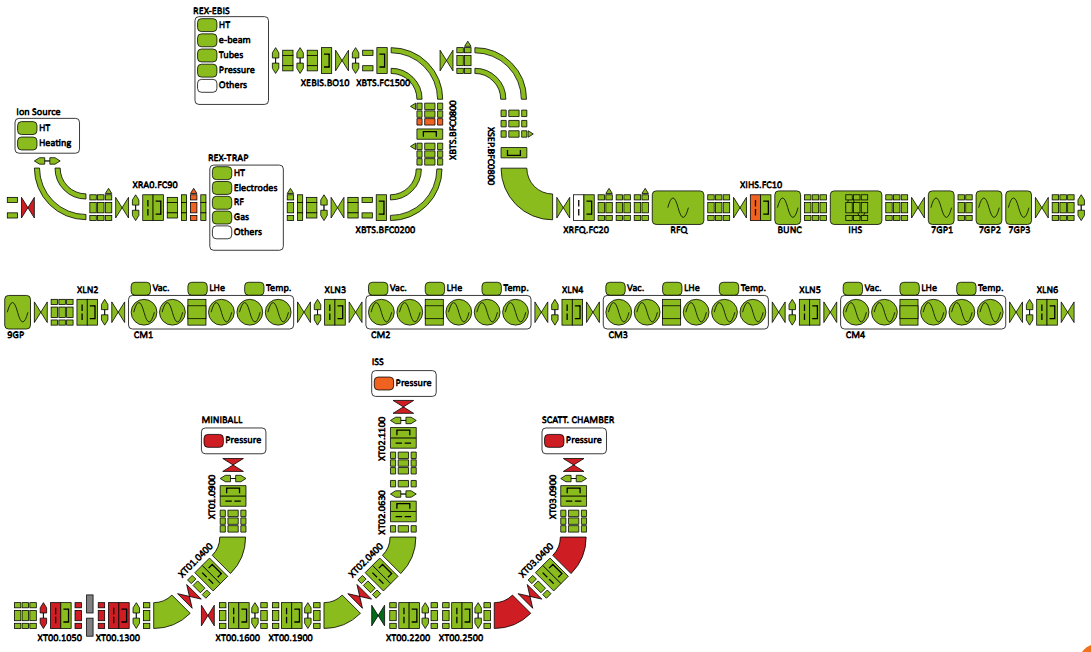 REX-EBIS
HT
e-beam
Tubes
Pressure
Others
XEBIS.BO10
XBTS.FC1500
XBTS.BFC0800
XSEP.BFC0800
Ion Source
HT
Heating
XRA0.FC90
REX-TRAP
HT
Electrodes
RF
Gas
Others
XBTS.BFC0200
XRFQ.FC20
RFQ
XIHS.FC10
BUNC
IHS
7GP1
7GP2
7GP3
9GP
XLN2
Vac.
LHe
Temp.
CM1
XLN3
Vac.
LHe
Temp.
CM2
XLN4
Vac.
LHe
Temp.
CM3
XLN5
Vac.
LHe
Temp.
CM4
XLN6
ISS
Pressure
XT02.1100
XT02.0630
XT02.0400
MINIBALL
Pressure
XT01.0900
XT01.0400
SCATT. CHAMBER
Pressure
XT03.0900
XT03.0400
XT00.1050
XT00.1300
XT00.1600
XT00.1900
XT00.2200
XT00.2500